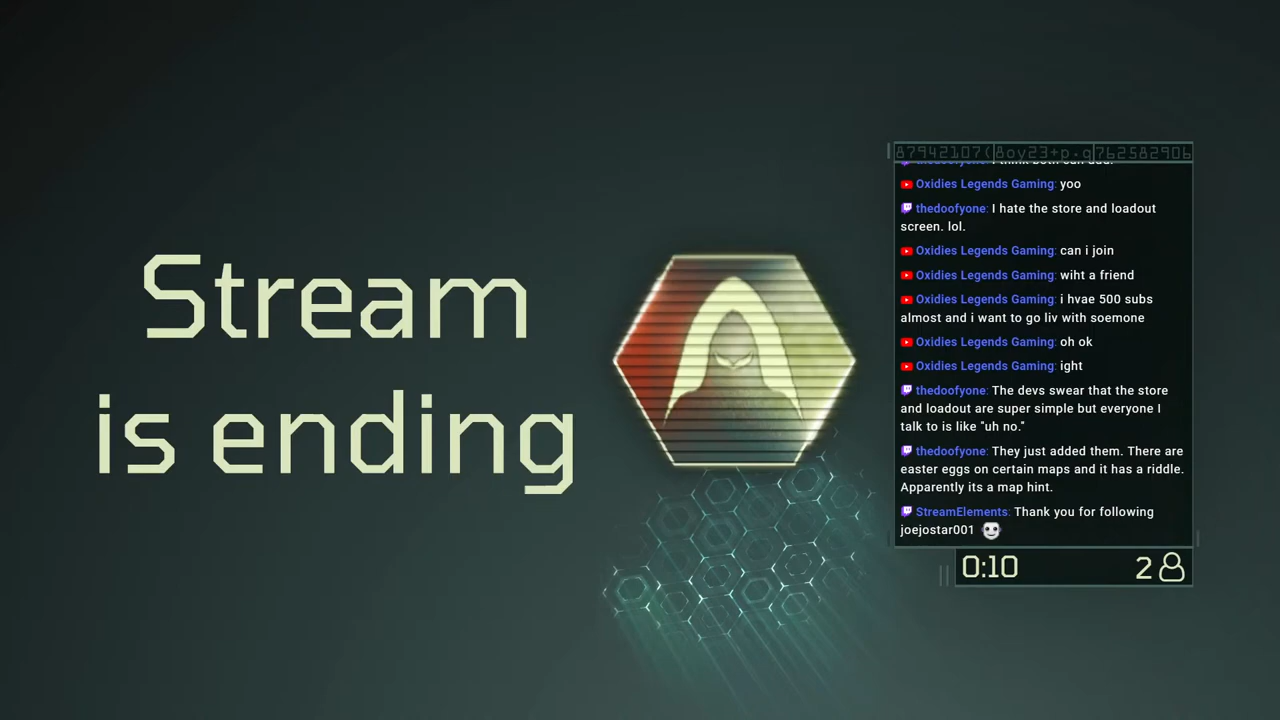 Stream
is ending
87942107(8oy23+p.q762582906
Oxidies Legends Gaming: yoo
thedoofyone: I hate the store and loadout
screen. lol.
Oxidies Legends Gaming: can i join
Oxidies Legends Gaming: wiht a friend
Oxidies Legends Gaming: i hvae 500 subs
almost and i want to go liv with soemone
Oxidies Legends Gaming: oh ok
Oxidies Legends Gaming: ight
thedoofyone: The devs swear that the store
and loadout are super simple but everyone I
talk to is like "uh no."
thedoofyone: They just added them. There are
easter eggs on certain maps and it has a riddle.
Apparently its a map hint.
StreamElements: Thank you for following
joejostar001
0:10
2